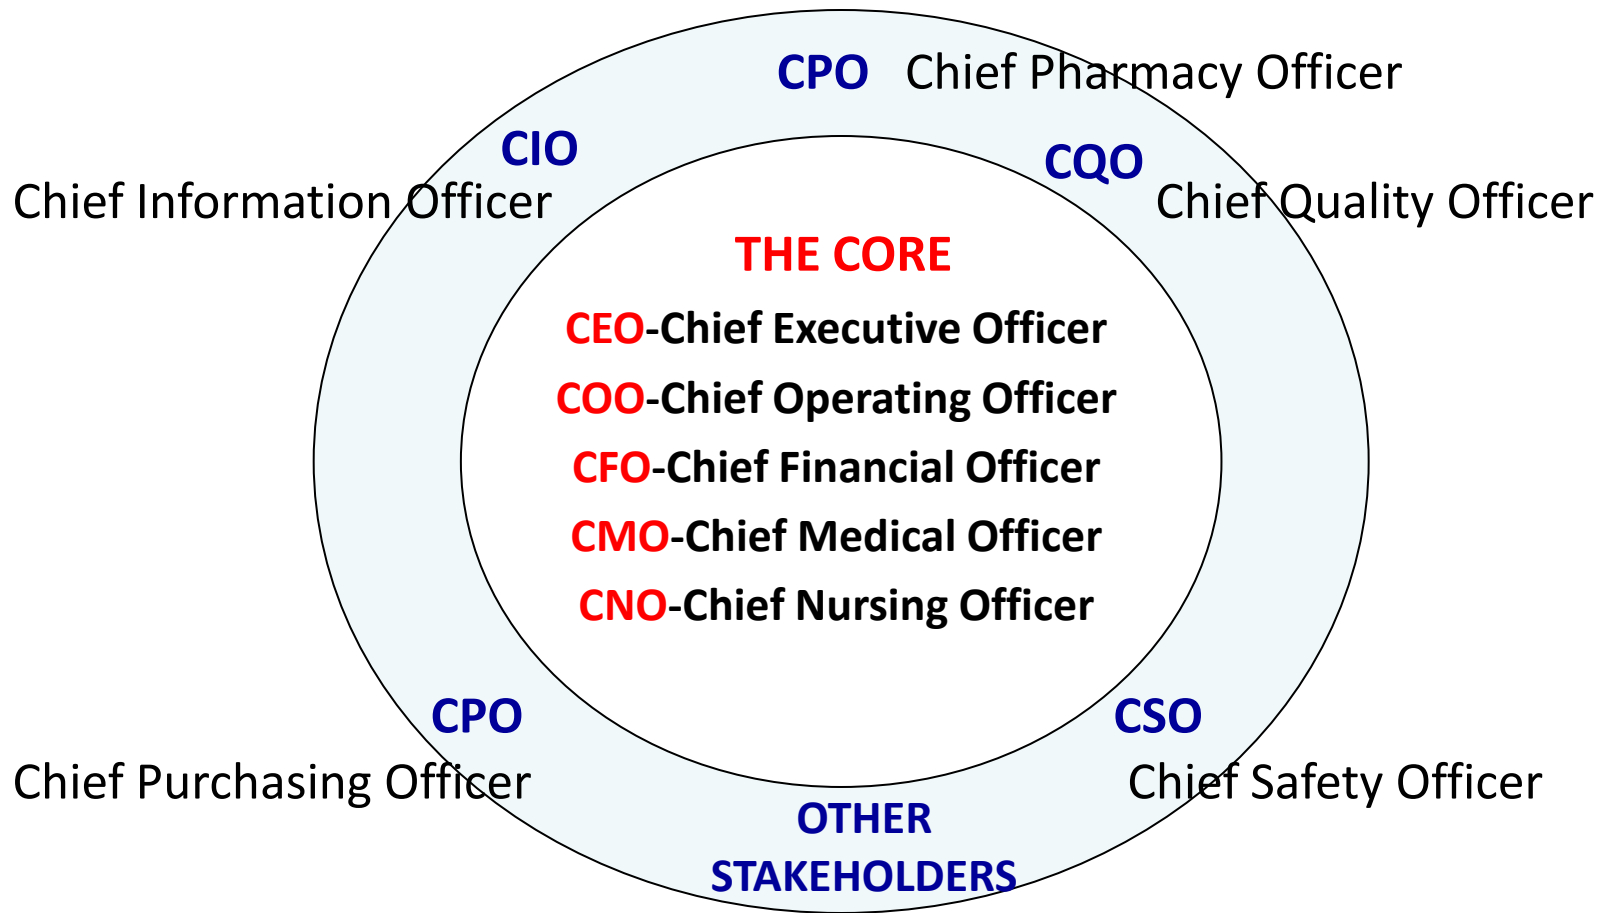 CPO Chief Pharmacy Officer
CIO
Chief Information Officer
CQO
Chief Quality Officer
THE CORE
CEO-Chief Executive Officer
COO-Chief Operating Officer
CFO-Chief Financial Officer
CMO-Chief Medical Officer
CNO-Chief Nursing Officer
CPO
Chief Purchasing Officer
CSO
Chief Safety Officer
OTHER
STAKEHOLDERS